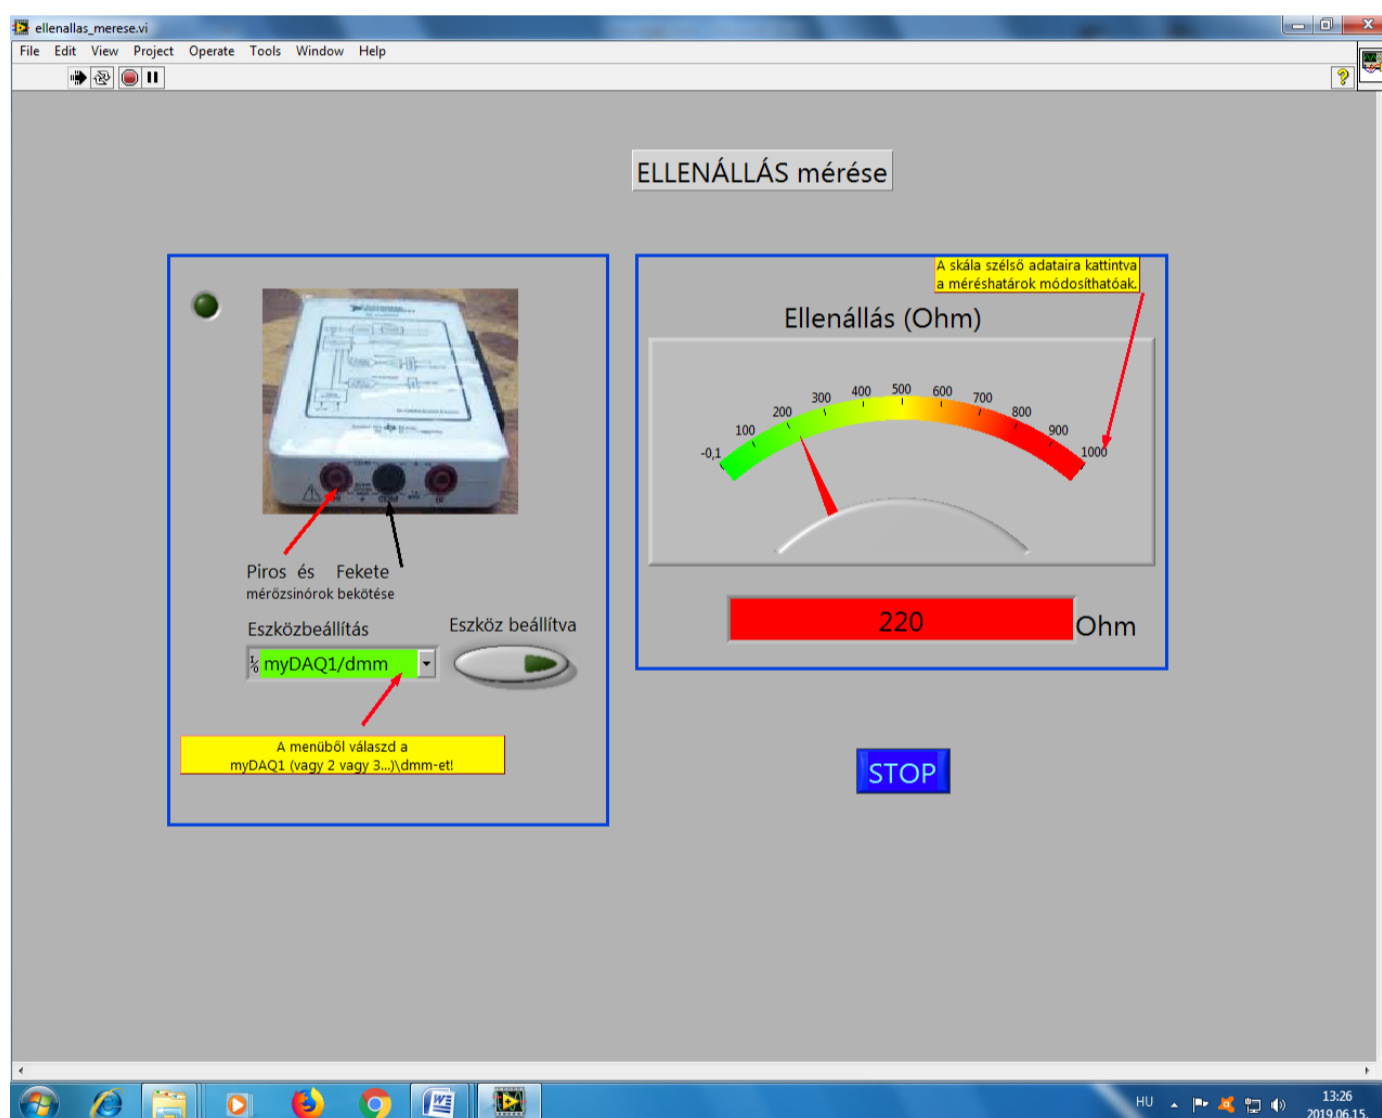 ellenallas_merese.vi
File Edit View Project Operate Tools Window Help
ELLENÁLLÁS mérése
A skála szélső adataira kattintva
a méréshatárok módosíthatóak.
Ellenállás (Ohm)
-0,1 100 200 300 400 500 600 700 800 900 1000
220 Ohm
COM
Piros és Fekete
mérőzsinórok bekötése
Eszközbeállítás
Eszköz beállítva
myDAQ1/dmm
A menüből válaszd a
myDAQ1 (vagy 2 vagy 3...)\dmm-et!
STOP
HU
13:26
2019.06.15.